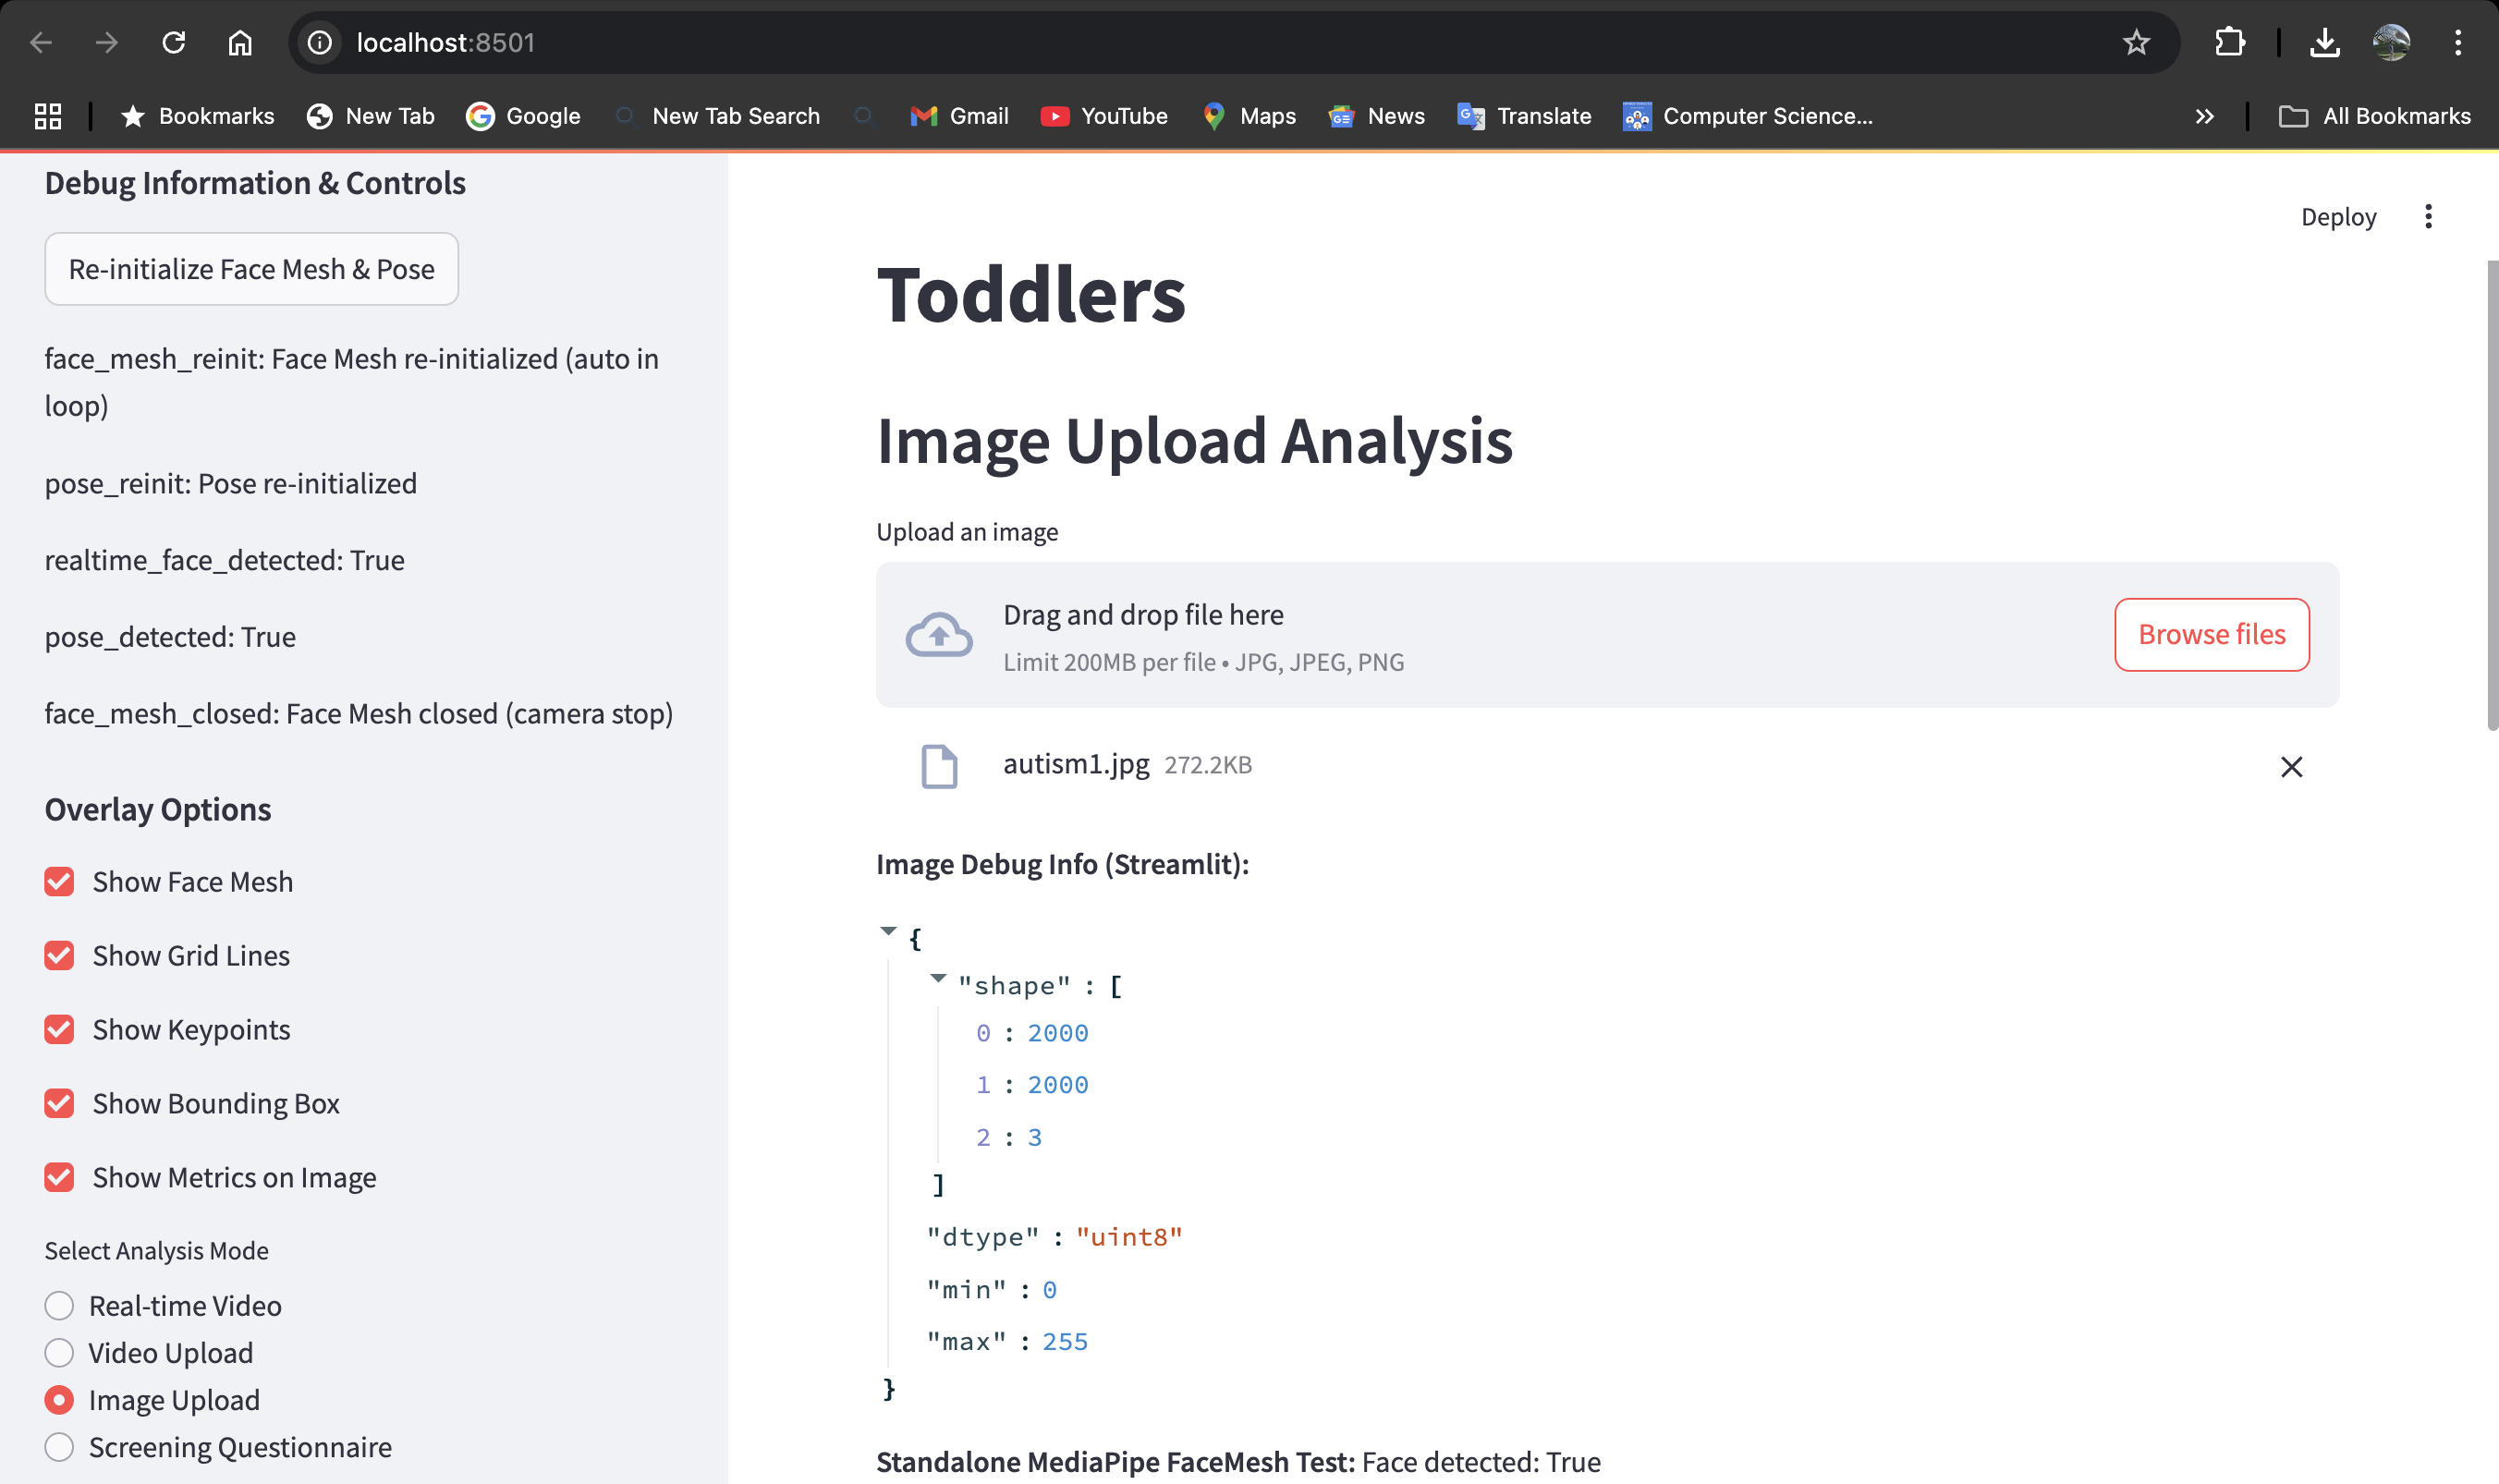 localhost:8501
Bookmarks
New Tab
Google
New Tab Search
Gmail
YouTube
Maps
News
Translate
Computer Science...
All Bookmarks
Debug Information & Controls
Re-initialize Face Mesh & Pose
face_mesh_reinit: Face Mesh re-initialized (auto in
loop)
pose_reinit: Pose re-initialized
realtime_face_detected: True
pose_detected: True
face_mesh_closed: Face Mesh closed (camera stop)
Overlay Options
Show Face Mesh
Show Grid Lines
Show Keypoints
Show Bounding Box
Show Metrics on Image
Select Analysis Mode
Real-time Video
Video Upload
Image Upload
Screening Questionnaire
Deploy
Toddlers
Image Upload Analysis
Upload an image
Drag and drop file here
Limit 200MB per file • JPG, JPEG, PNG
Browse files
autism1.jpg 272.2KB
Image Debug Info (Streamlit):
{
"shape" : [
0 : 2000
1 : 2000
2 : 3
]
"dtype" : "uint8"
"min" : 0
"max" : 255
}
Standalone MediaPipe FaceMesh Test: Face detected: True